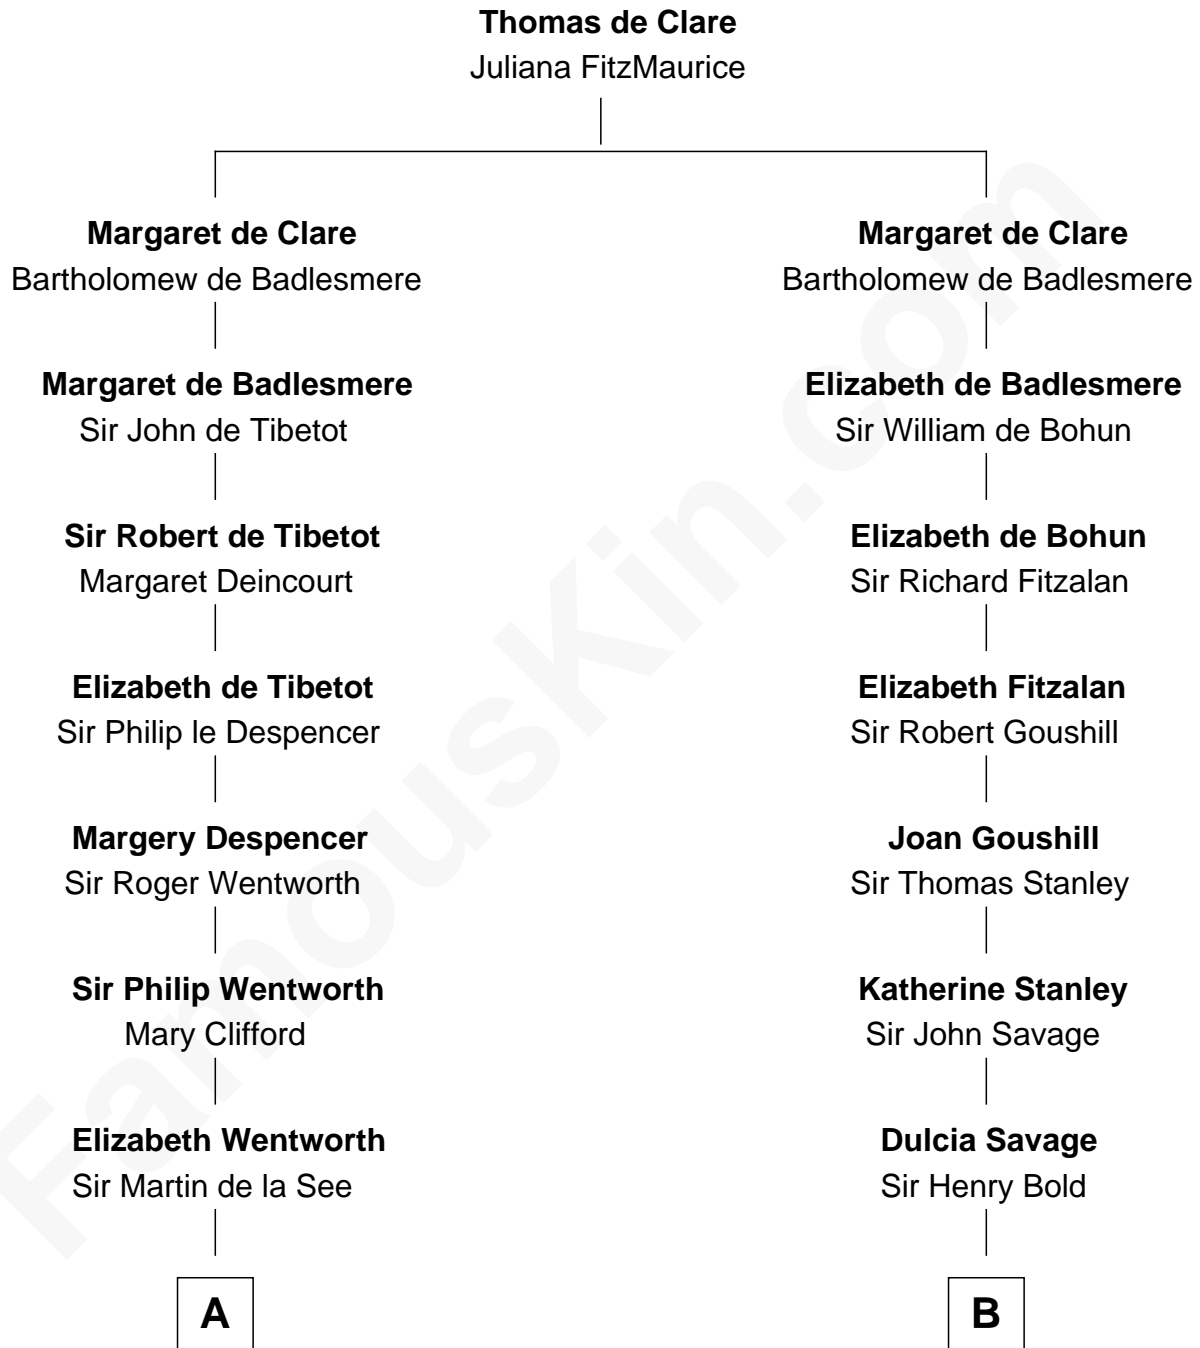 Thomas de Clare
Juliana FitzMaurice
Margaret de Clare
Bartholomew de Badlesmere
Margaret de Badlesmere
Sir John de Tibetot
Sir Robert de Tibetot
Margaret Deincourt
Elizabeth de Tibetot
Sir Philip le Despencer
Margery Despencer
Sir Roger Wentworth
Sir Philip Wentworth
Mary Clifford
Elizabeth Wentworth
Sir Martin de la See
A
Margaret de Clare
Bartholomew de Badlesmere
Elizabeth de Badlesmere
Sir William de Bohun
Elizabeth de Bohun
Sir Richard Fitzalan
Elizabeth Fitzalan
Sir Robert Goushill
Joan Goushill
Sir Thomas Stanley
Katherine Stanley
Sir John Savage
Dulcia Savage
Sir Henry Bold
B
FamousKin.com